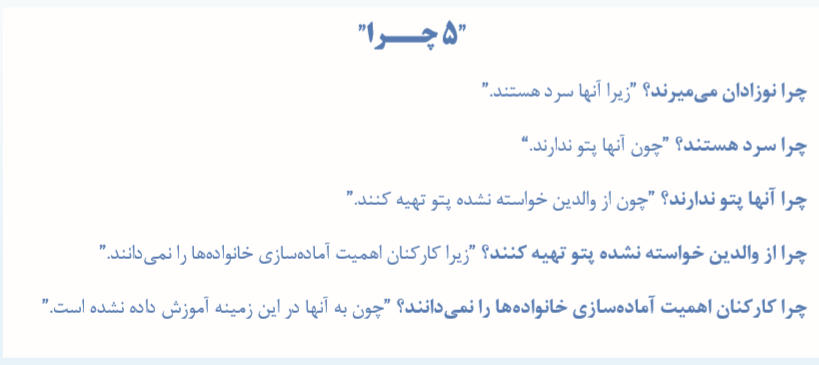 "۵ چـــرا"
چرا نوزادان می‌میرند؟ "زیرا آنها سرد هستند."
چرا سرد هستند؟ "چون آنها پتو ندارند."
چرا آنها پتو ندارند؟ "چون از والدین خواسته نشده پتو تهیه کنند."
چرا از والدین خواسته نشده پتو تهیه کنند؟ "زیرا کارکنان اهمیت آماده‌سازی خانواده‌ها را نمی‌دانند."
چرا کارکنان اهمیت آماده‌سازی خانواده‌ها را نمی‌دانند؟ "چون به آنها در این زمینه آموزش داده نشده است."